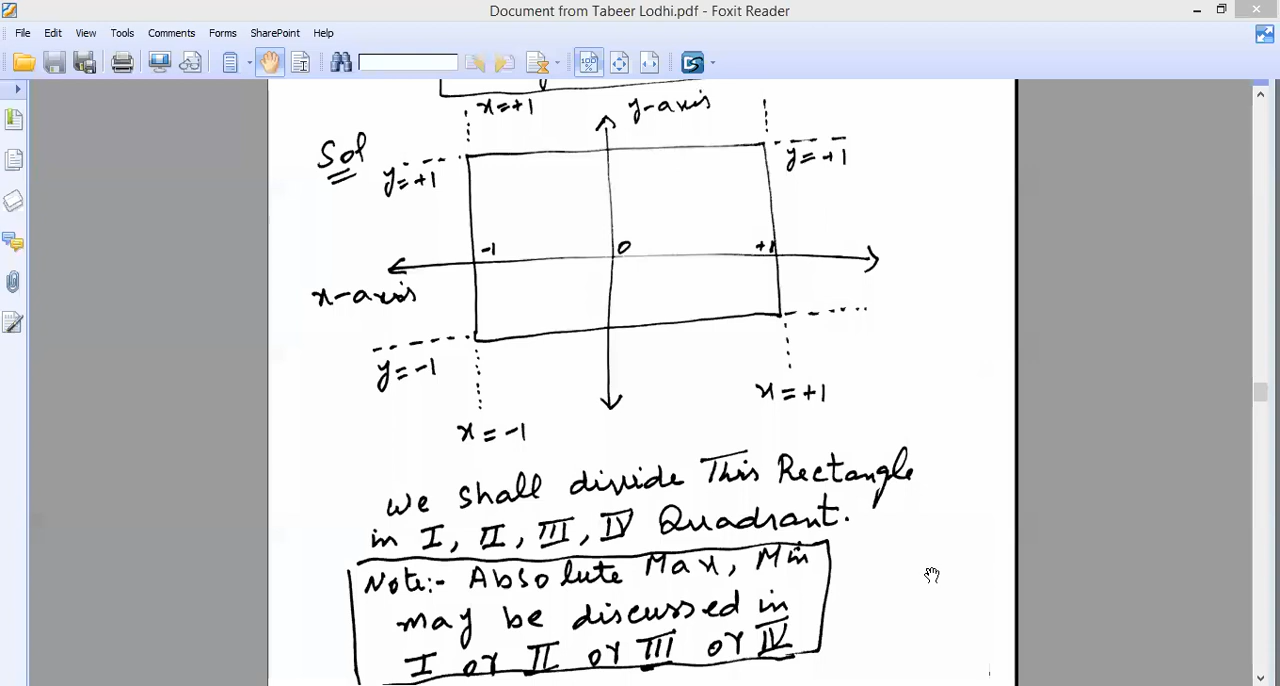 Document from Tabeer Lodhi.pdf - Foxit Reader
File Edit View Tools Comments Forms SharePoint Help
x=+1 y-axis
Sol
y=+1 y=+1
-1 0 +1
x-axis
y=-1
x=+1
x=-1
we shall divide This Rectangle
in I, II, III, IV Quadrant.
Note:- Absolute Max, Min
may be discussed in
I or II or III or IV